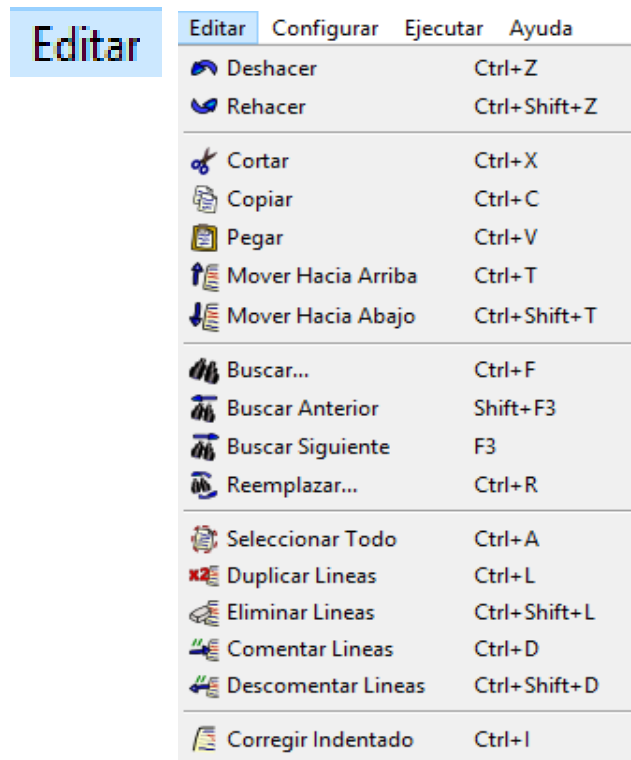 Editar
Editar Configurar Ejecutar Ayuda
Deshacer Ctrl+Z
Rehacer Ctrl+Shift+Z
Cortar Ctrl+X
Copiar Ctrl+C
Pegar Ctrl+V
Mover Hacia Arriba Ctrl+T
Mover Hacia Abajo Ctrl+Shift+T
Buscar... Ctrl+F
Buscar Anterior Shift+F3
Buscar Siguiente F3
Reemplazar... Ctrl+R
Seleccionar Todo Ctrl+A
x2 Duplicar Lineas Ctrl+L
Eliminar Lineas Ctrl+Shift+L
Comentar Lineas Ctrl+D
Descomentar Lineas Ctrl+Shift+D
Corregir Indentado Ctrl+I